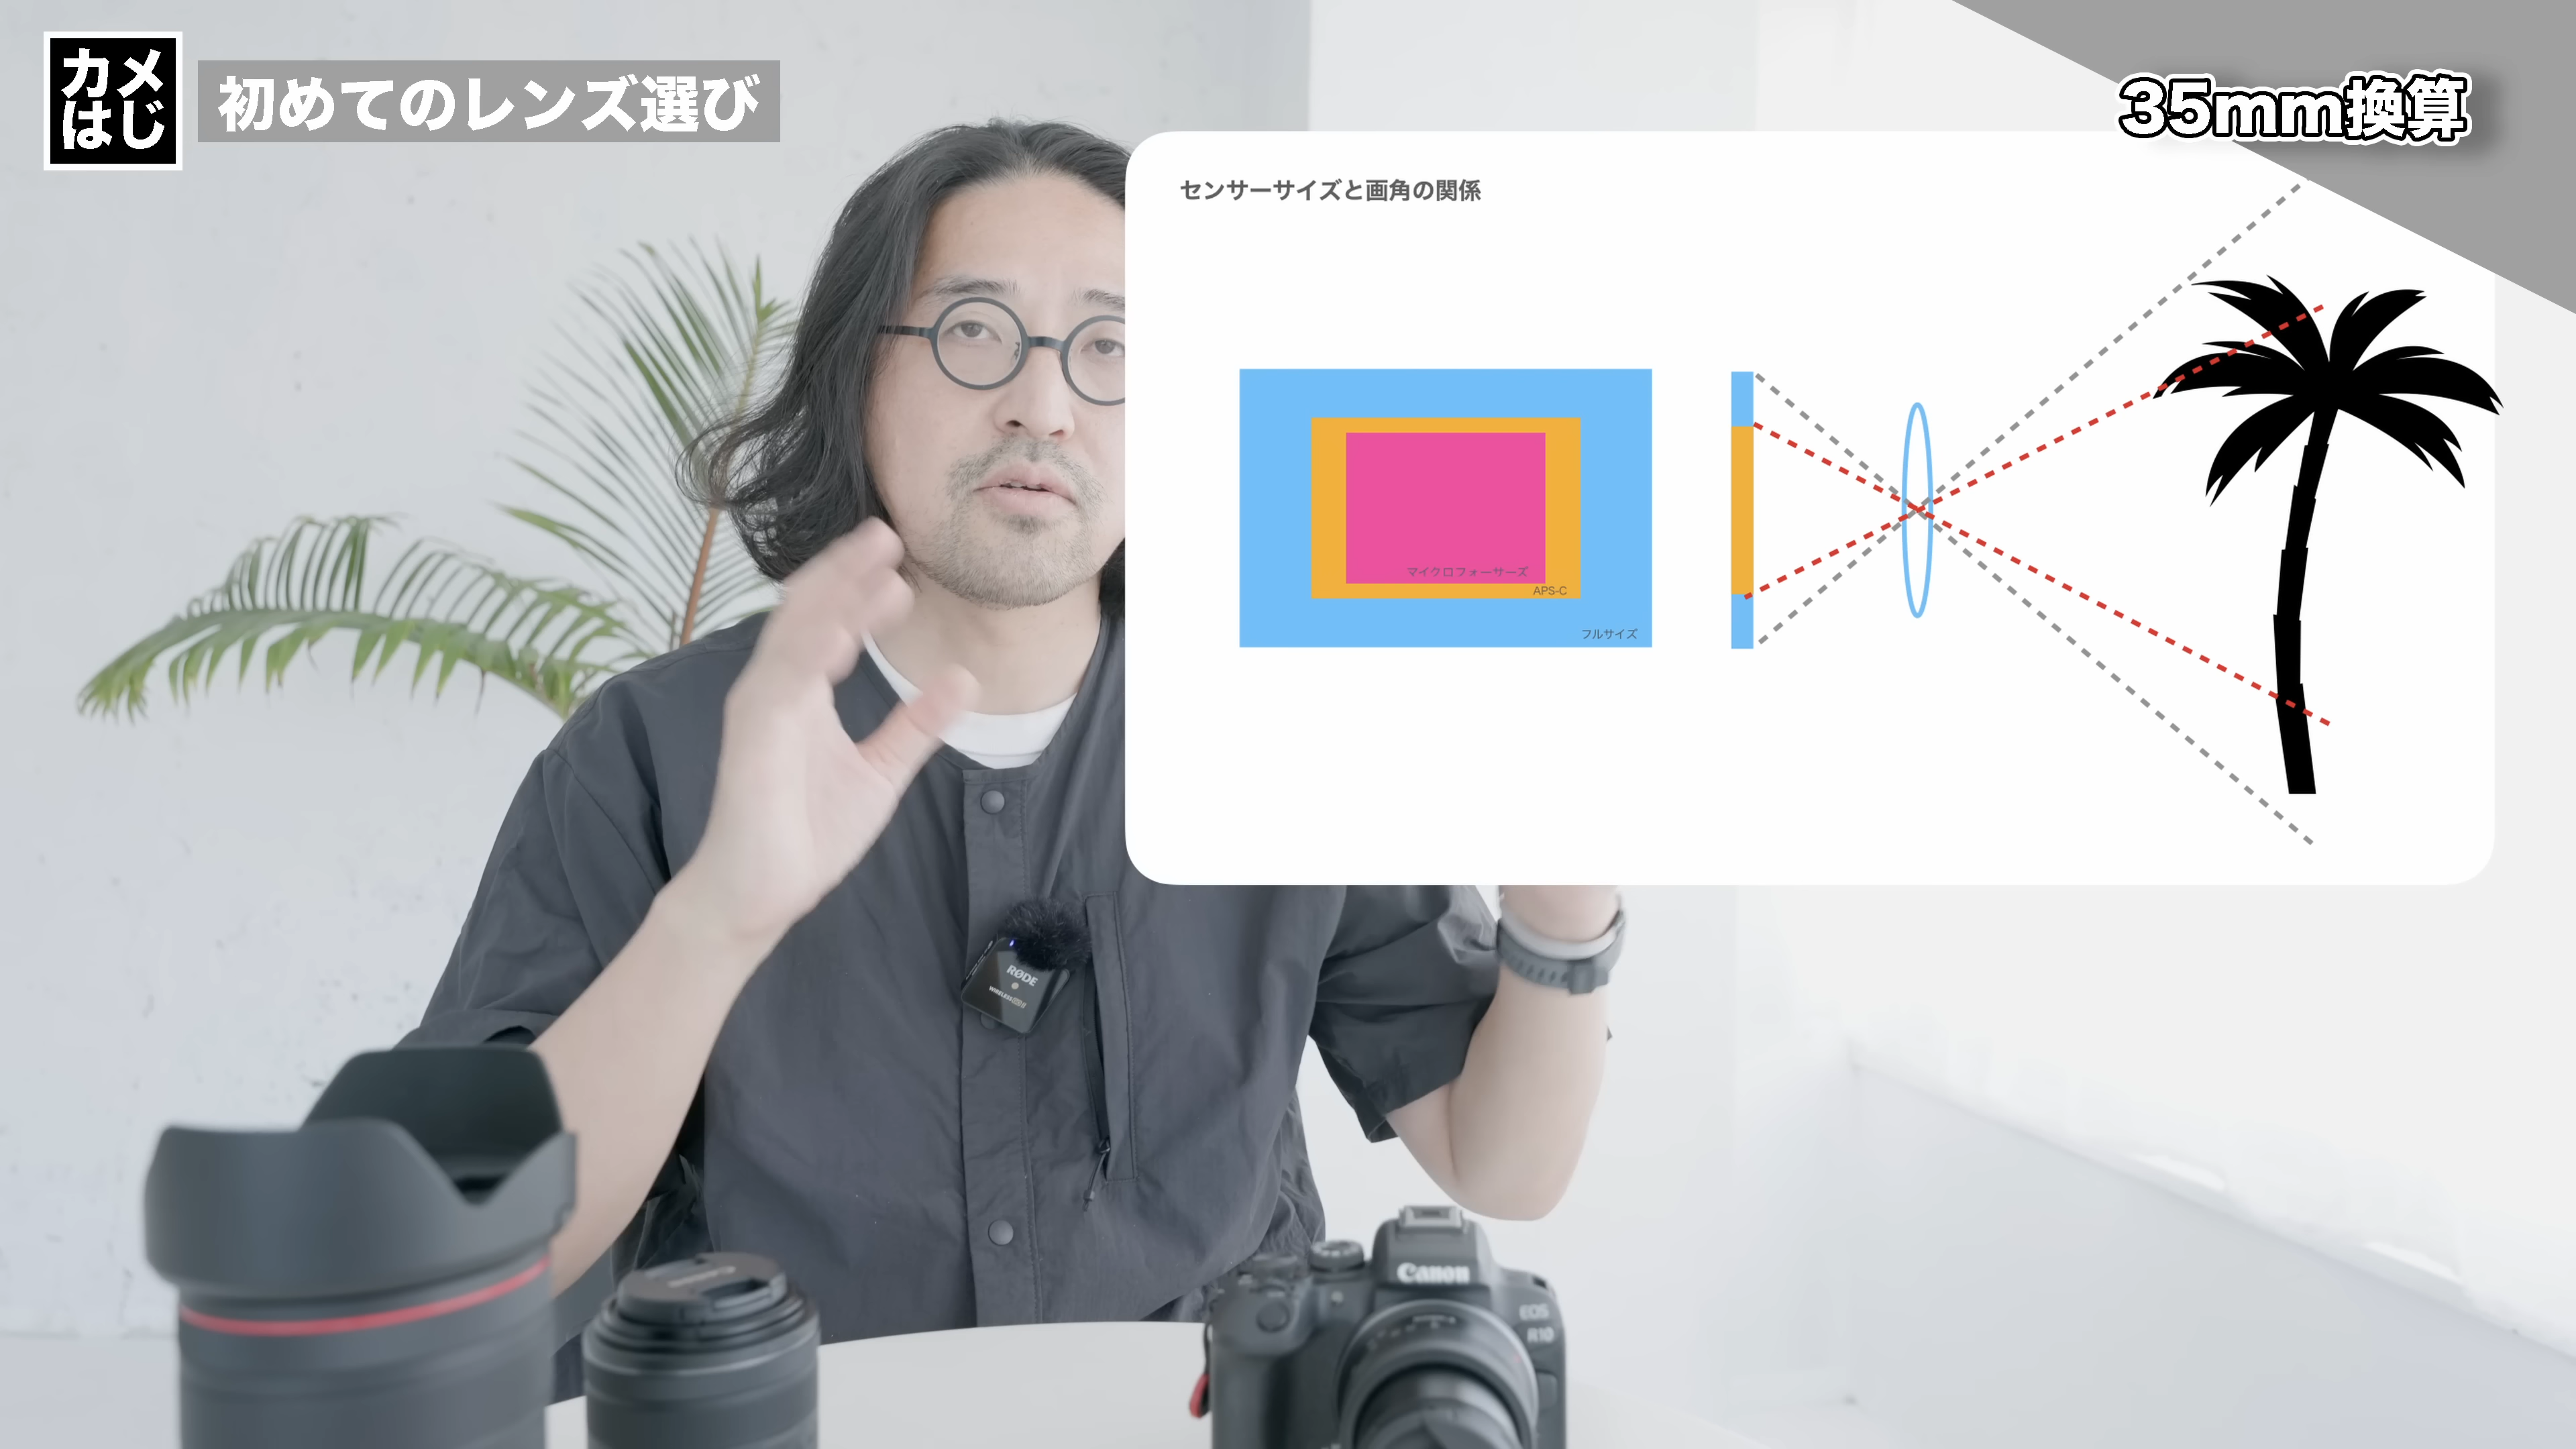 カメ
はじ
初めてのレンズ選び
35mm換算
センサーサイズと画角の関係
マイクロフォーサーズ
APS-C
フルサイズ
RØDE
WIRELESS
Canon
EOS
R10